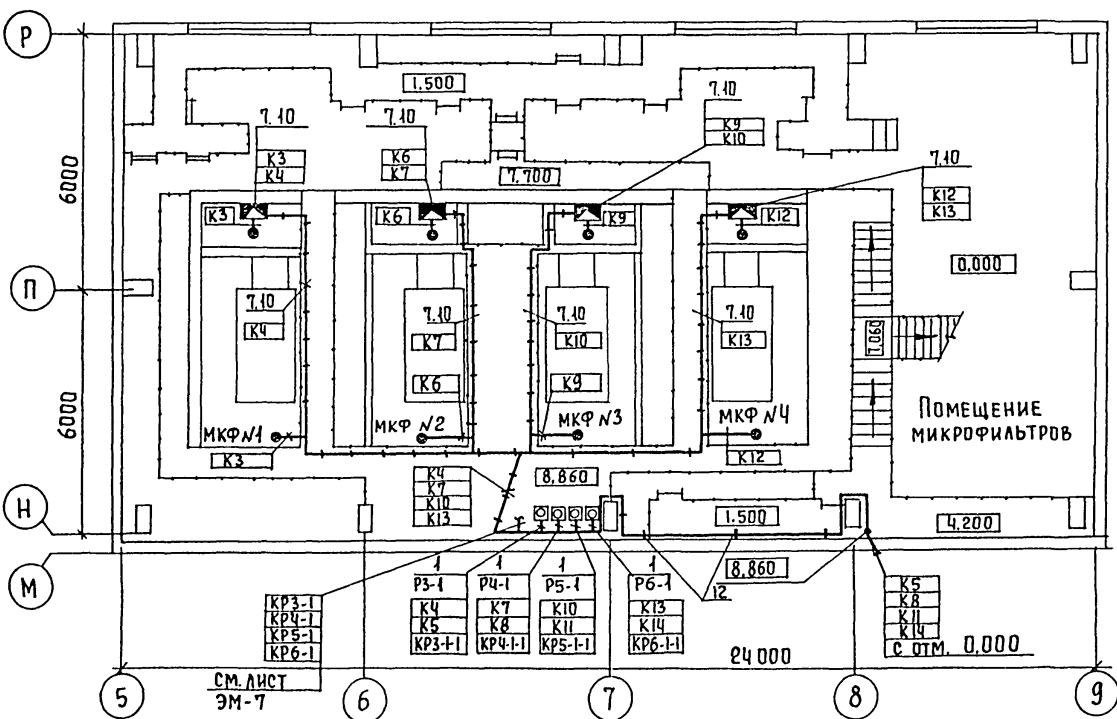 Р
1.500
7.10
7.10
7.10
К9
К10
К3
К4
К6
К7
7.700
7.10
К12
К13
6000
К3
К6
К9
К12
П
0,000
7.10
К4
7.10
К7
7.10
К10
7.10
К13
7.060
К6
К9
6000
МКФ N1
МКФ N2
МКФ N3
МКФ N4
ПОМЕЩЕНИЕ
МИКРОФИЛЬТРОВ
К3
К12
К4
К7
К10
К13
8,860
Н
1.500
4.200
М
1
1
1
1
Р3-1
Р4-1
Р5-1
Р6-1
12
8,860
КР3-1
КР4-1
КР5-1
КР6-1
К4
К5
КР3-1-1
К7
К8
КР4-1-1
К10
К11
КР5-1-1
К13
К14
КР6-1-1
К5
К8
К11
К14
С ОТМ. 0,000
24 000
СМ. ЛИСТ
ЭМ-7
5
6
7
8
9